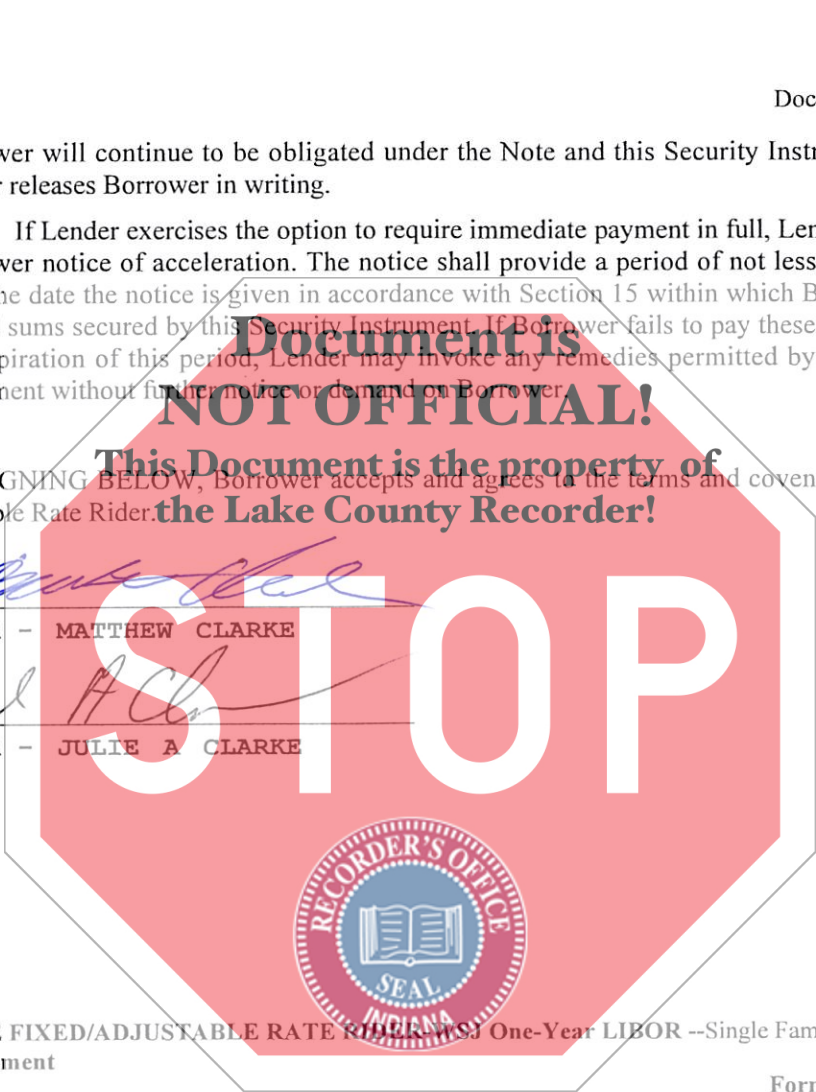 Doc
wer will continue to be obligated under the Note and this Security Instr
r releases Borrower in writing.
If Lender exercises the option to require immediate payment in full, Len
wer notice of acceleration. The notice shall provide a period of not less
he date the notice is given in accordance with Section 15 within which B
sums secured by this Security Instrument. If Borrower fails to pay these
piration of this period, Lender may invoke any remedies permitted by
ment without further notice or demand on Borrower.
Document is
NOT OFFICIAL!
This Document is the property of
the Lake County Recorder!
GNING BELOW, Borrower accepts and agrees to the terms and coven
ble Rate Rider.
- MATTHEW CLARKE
- JULIE A CLARKE
STOP
RECORDER'S OFFICE
SEAL
INDIANA
FIXED/ADJUSTABLE RATE RIDER-WSJ One-Year LIBOR --Single Fam
ment
Form